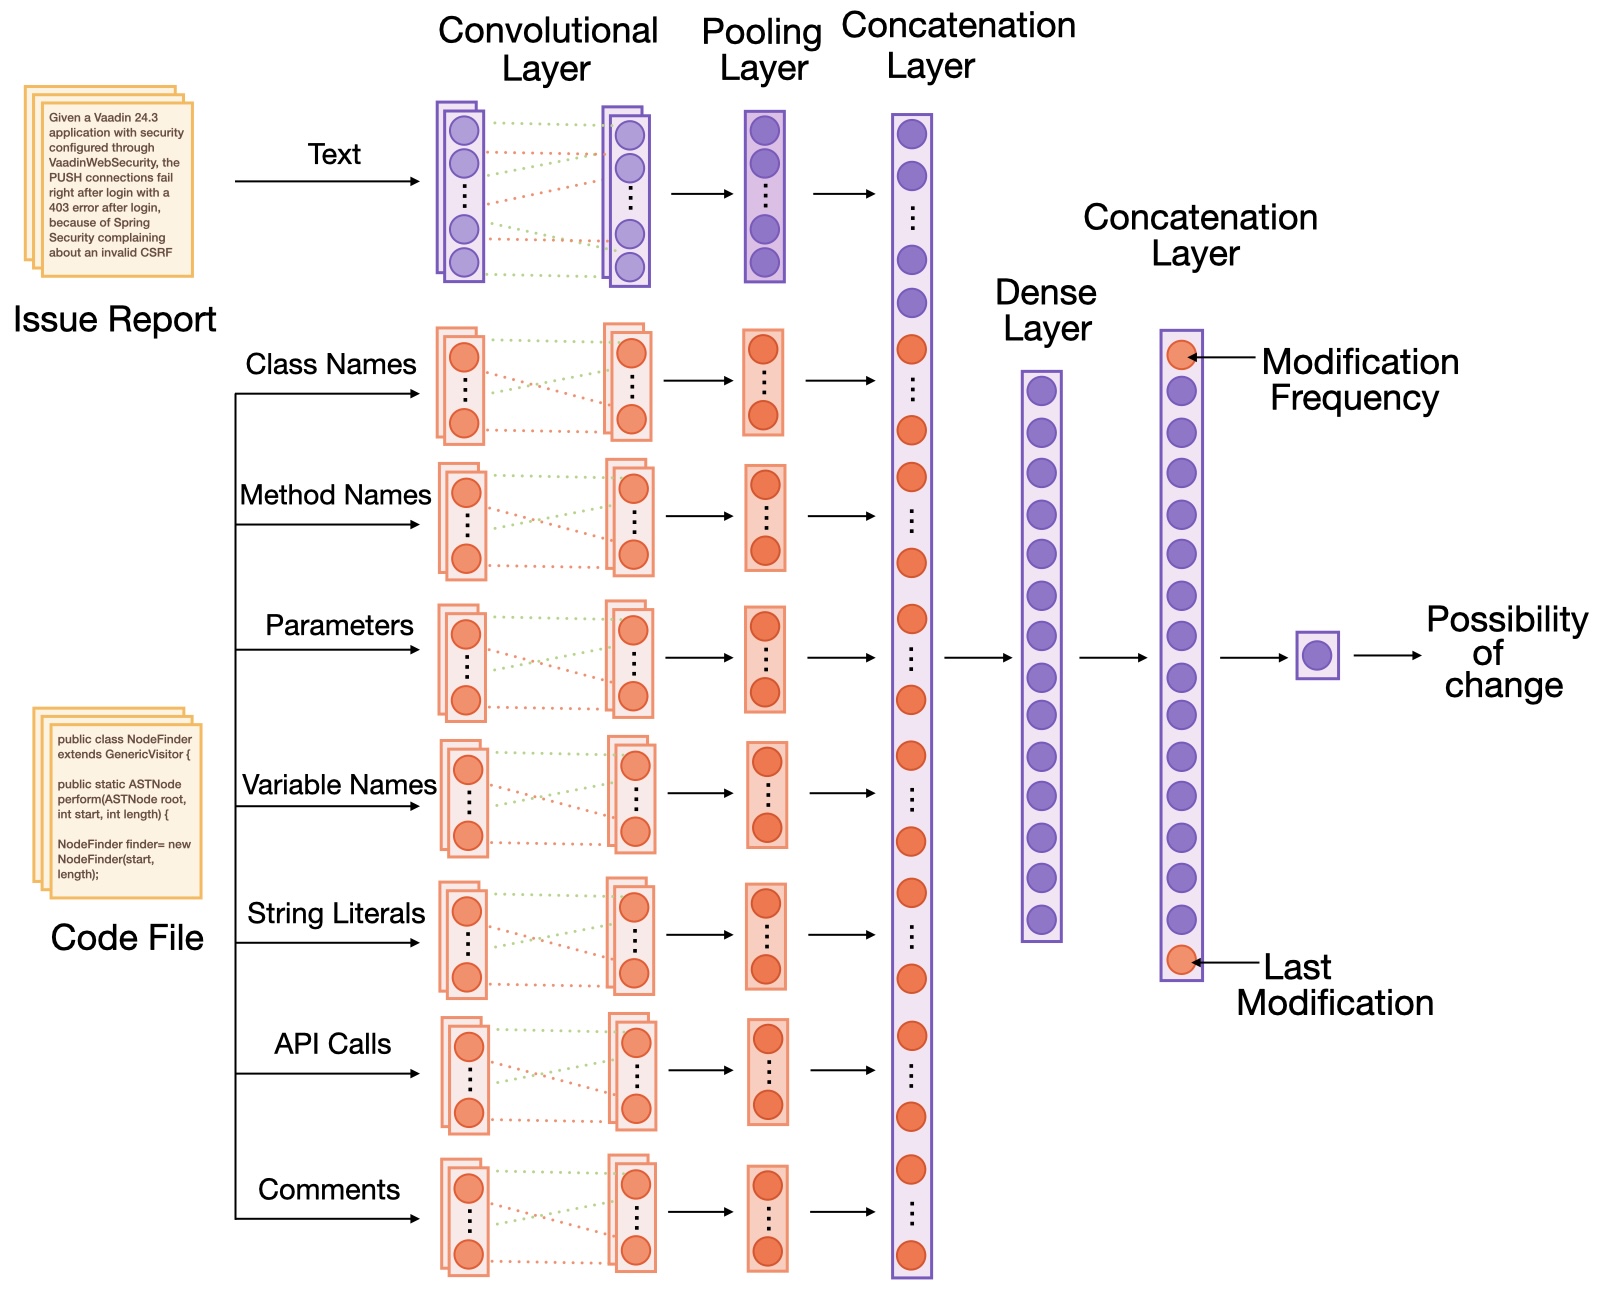 Convolutional
Layer
Pooling
Layer
Concatenation
Layer
Given a Vaadin 24.3
application with security
configured through
VaadinWebSecurity, the
PUSH connections fail
right after login with a
403 error after login,
because of Spring
Security complaining
about an invalid CSRF
Issue Report
Text
Class Names
Method Names
Parameters
Variable Names
String Literals
API Calls
Comments
public class NodeFinder
extends GenericVisitor {
public static ASTNode
perform(ASTNode root,
int start, int length) {
NodeFinder finder= new
NodeFinder(start,
length);
Code File
Dense
Layer
Concatenation
Layer
Modification
Frequency
Last
Modification
Possibility
of
change